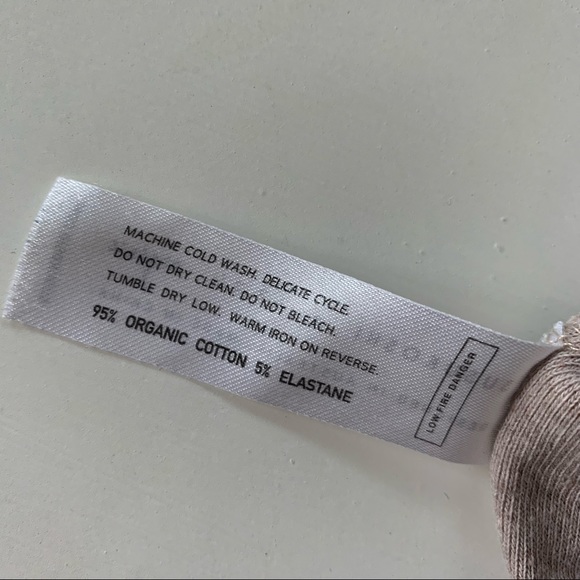 MACHINE COLD WASH. DELICATE CYCLE.
DO NOT DRY CLEAN. DO NOT BLEACH.
TUMBLE DRY LOW. WARM IRON ON REVERSE.
95% ORGANIC COTTON 5% ELASTANE
LOW FIRE DANGER